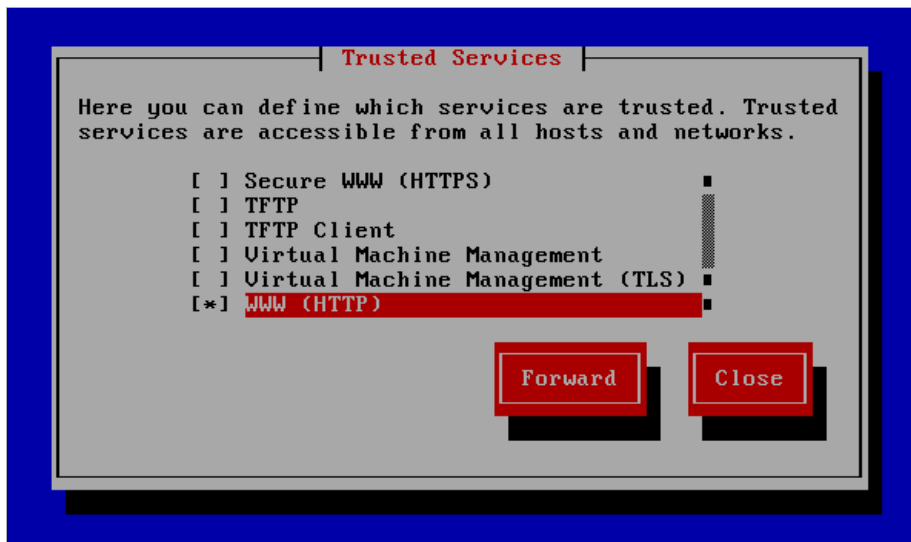 Trusted Services
Here you can define which services are trusted. Trusted
services are accessible from all hosts and networks.
[ ] Secure WWW (HTTPS)
[ ] TFTP
[ ] TFTP Client
[ ] Virtual Machine Management
[ ] Virtual Machine Management (TLS)
[*] WWW (HTTP)
Forward Close